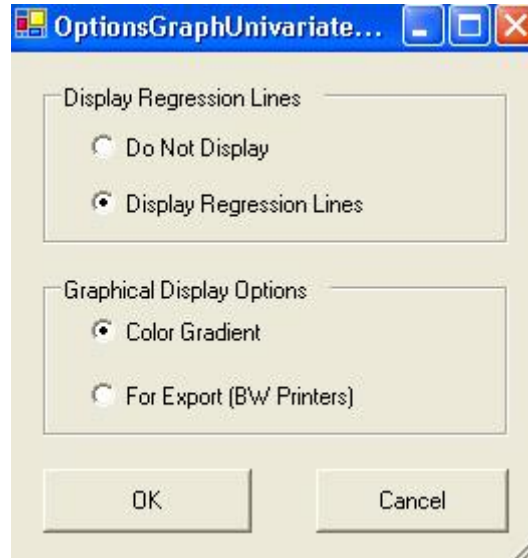 OptionsGraphUnivariate...
Display Regression Lines
Do Not Display
Display Regression Lines
Graphical Display Options
Color Gradient
For Export (BW Printers)
OK
Cancel